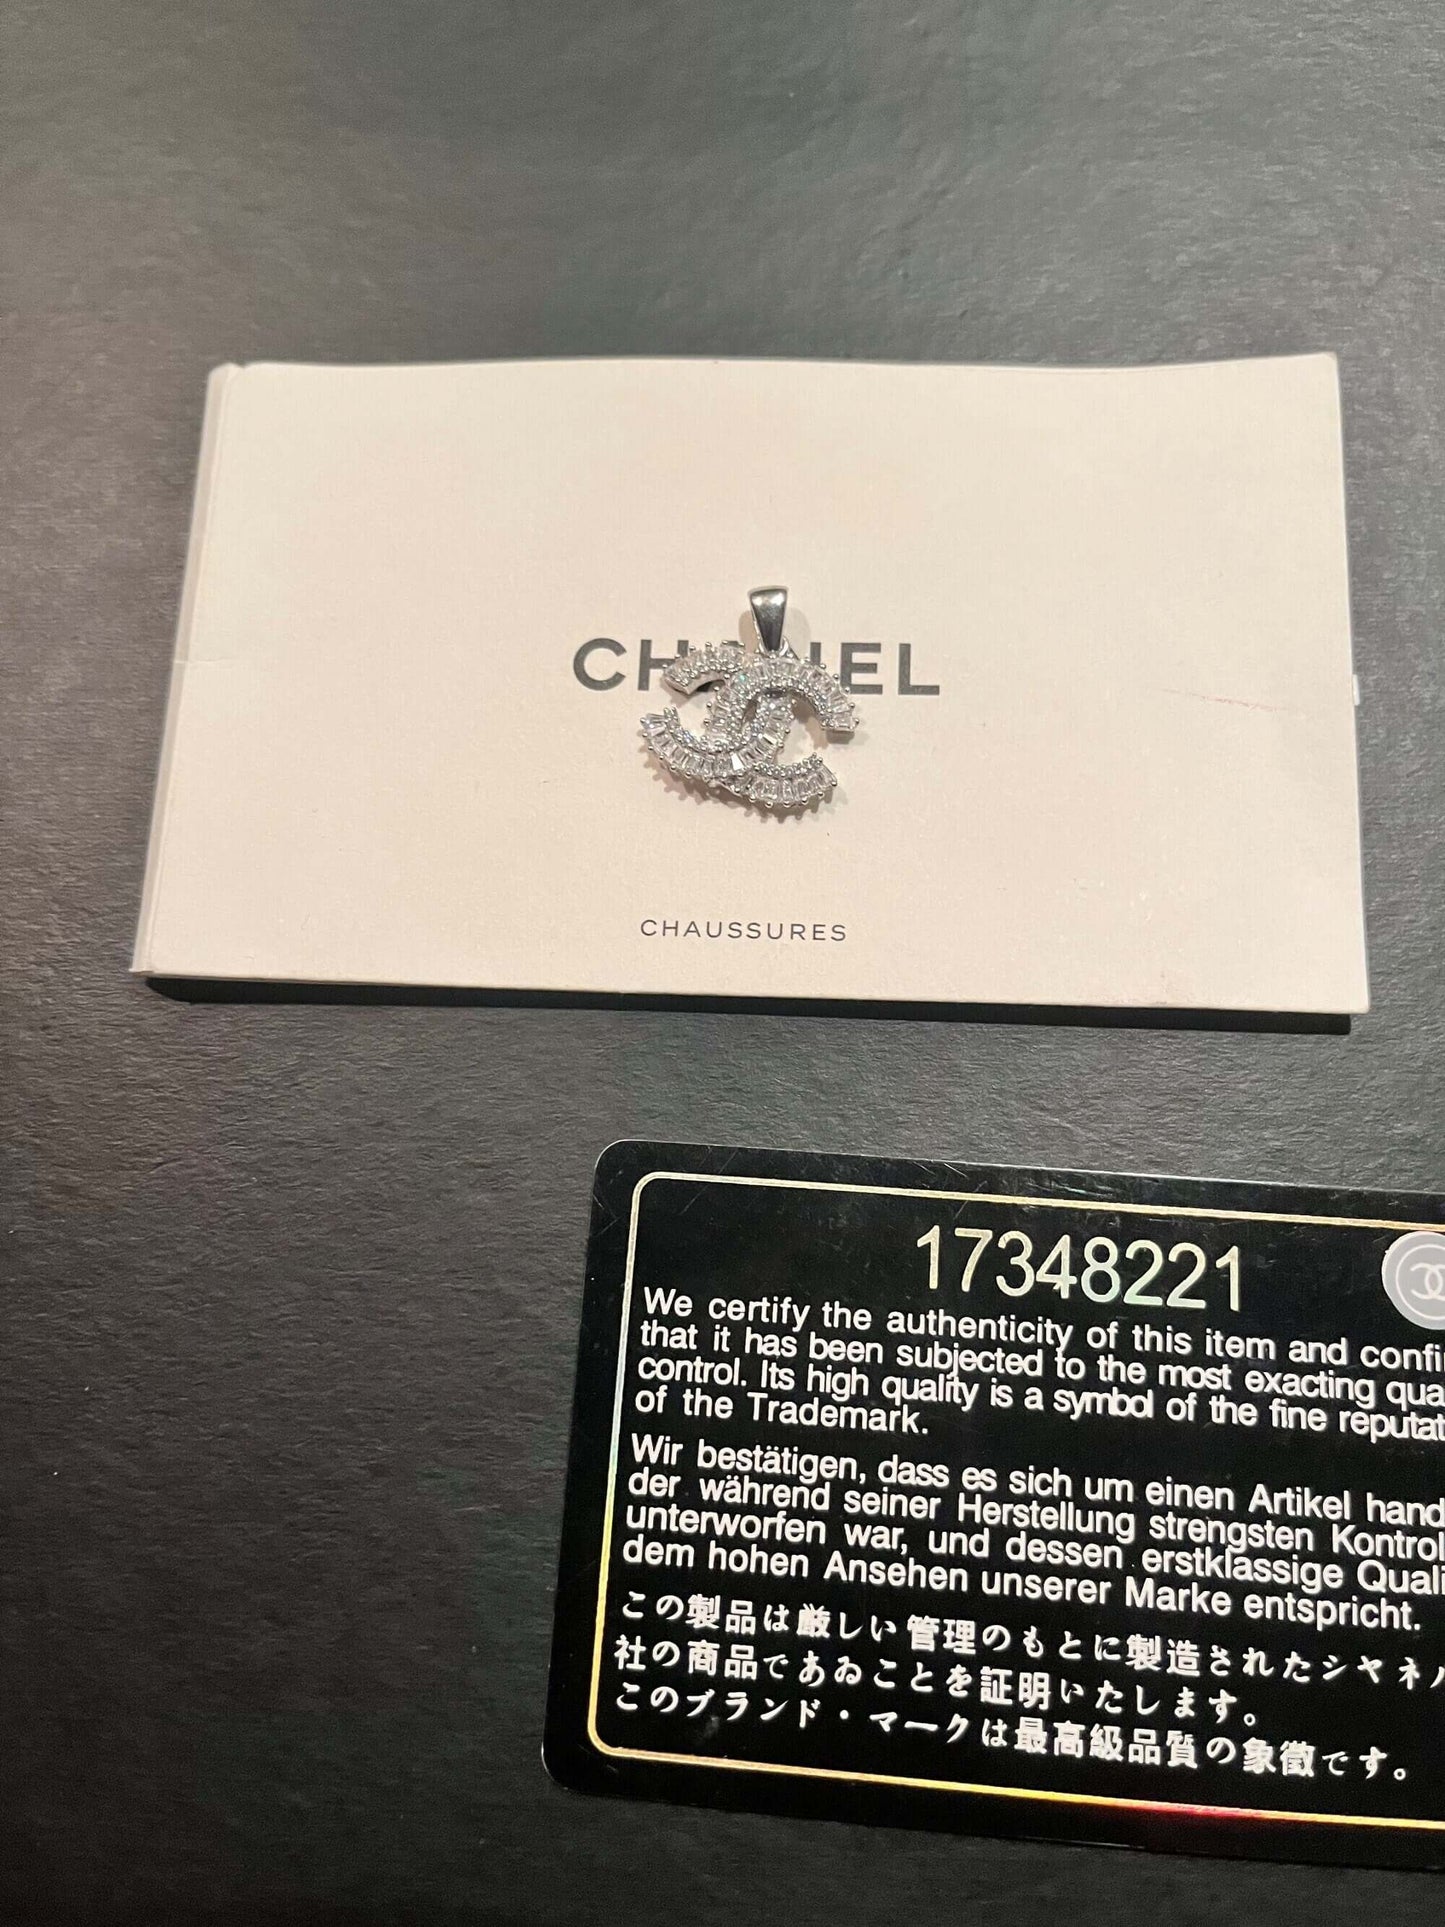 CHANEL
CHAUSSURES
17348221
We certify the authenticity of this item and confi
that it has been subjected to the most exacting qua
control. Its high quality is a symbol of the fine reputat
of the Trademark.
Wir bestätigen, dass es sich um einen Artikel hand
der während seiner Herstellung strengsten Kontrol
unterworfen war, und dessen erstklassige Quali
dem hohen Ansehen unserer Marke entspricht.
この製品は厳しい管理のもとに製造されたシャネル
社の商品であゐことを証明いたします。
このブランド・マークは最高級品質の象徴です。